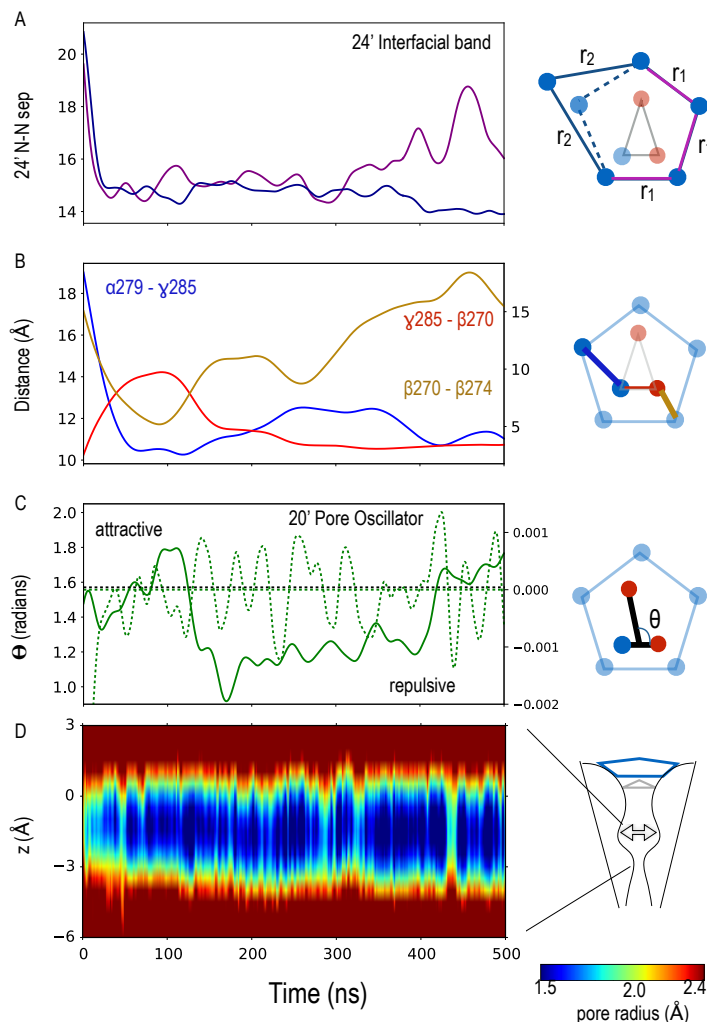 A
24' Interfacial band
24' N-N sep
20
18
16
14
r2
r1
r2
r1
r1
B
α279 - γ285
γ285 - β270
β270 - β274
Distance (Å)
18
16
14
12
10
15
10
5
C
20' Pore Oscillator
attractive
repulsive
Θ (radians)
2.0
1.8
1.6
1.4
1.2
1.0
0.001
0.000
−0.001
−0.002
θ
D
z (Å)
3
0
−3
−6
0 100 200 300 400 500
Time (ns)
1.5 2.0 2.4
pore radius (Å)